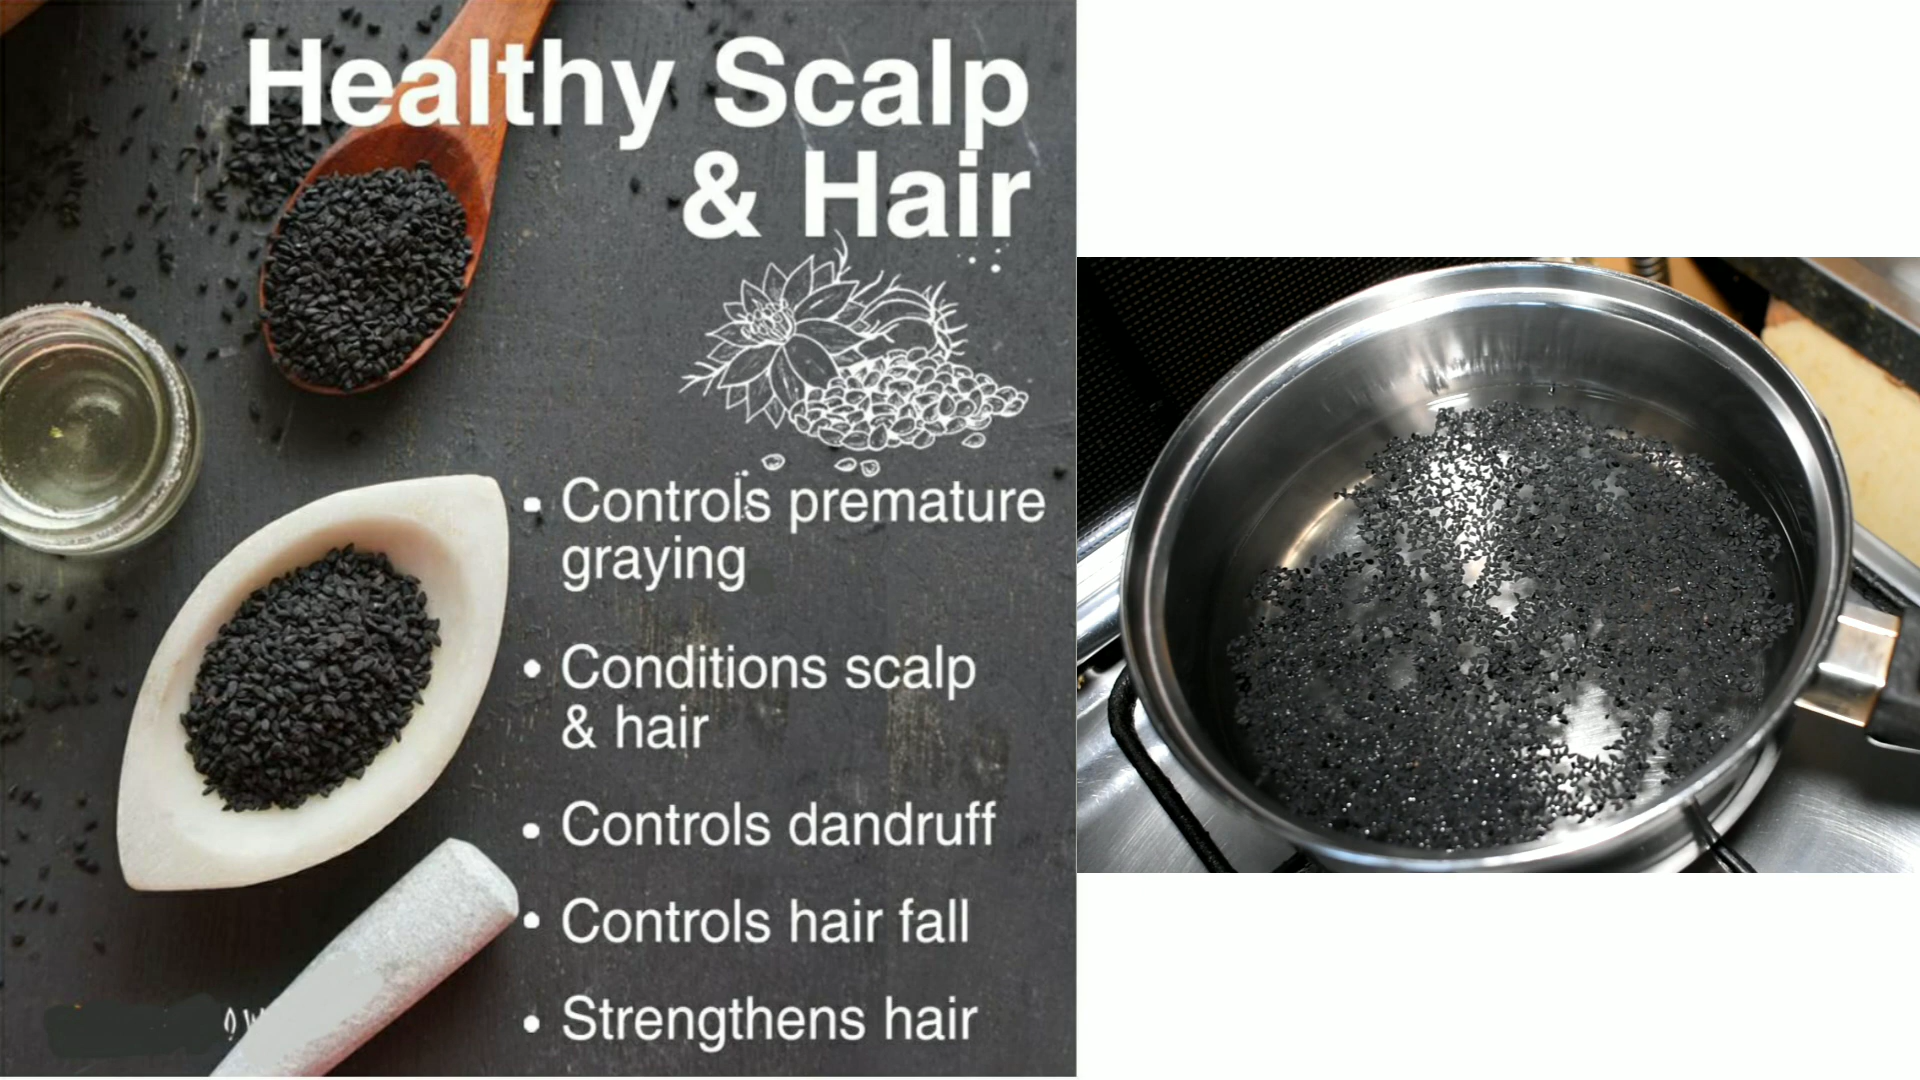 Healthy Scalp
& Hair
• Controls premature
graying
• Conditions scalp
& hair
• Controls dandruff
• Controls hair fall
• Strengthens hair